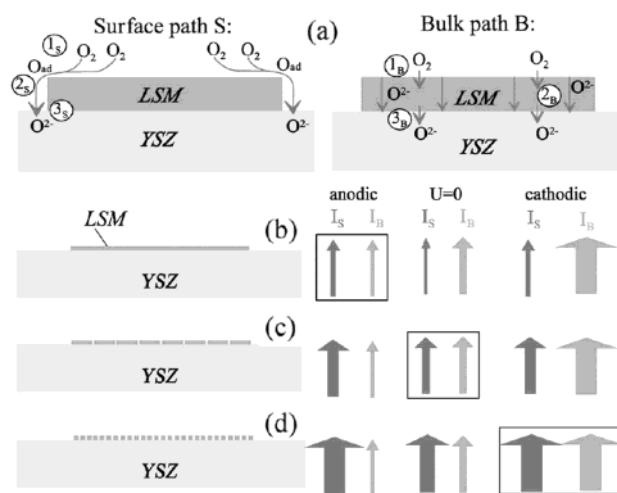 Surface path S: (a) Bulk path B:
1S O2 O2 O2 O2 1B O2 O2
Oad Oad
2S LSM O2- LSM 2B O2-
3S 3B
O2- O2- O2- O2-
YSZ YSZ
anodic U=0 cathodic
IS IB IS IB IS IB
LSM (b)
YSZ
(c)
YSZ
(d)
YSZ